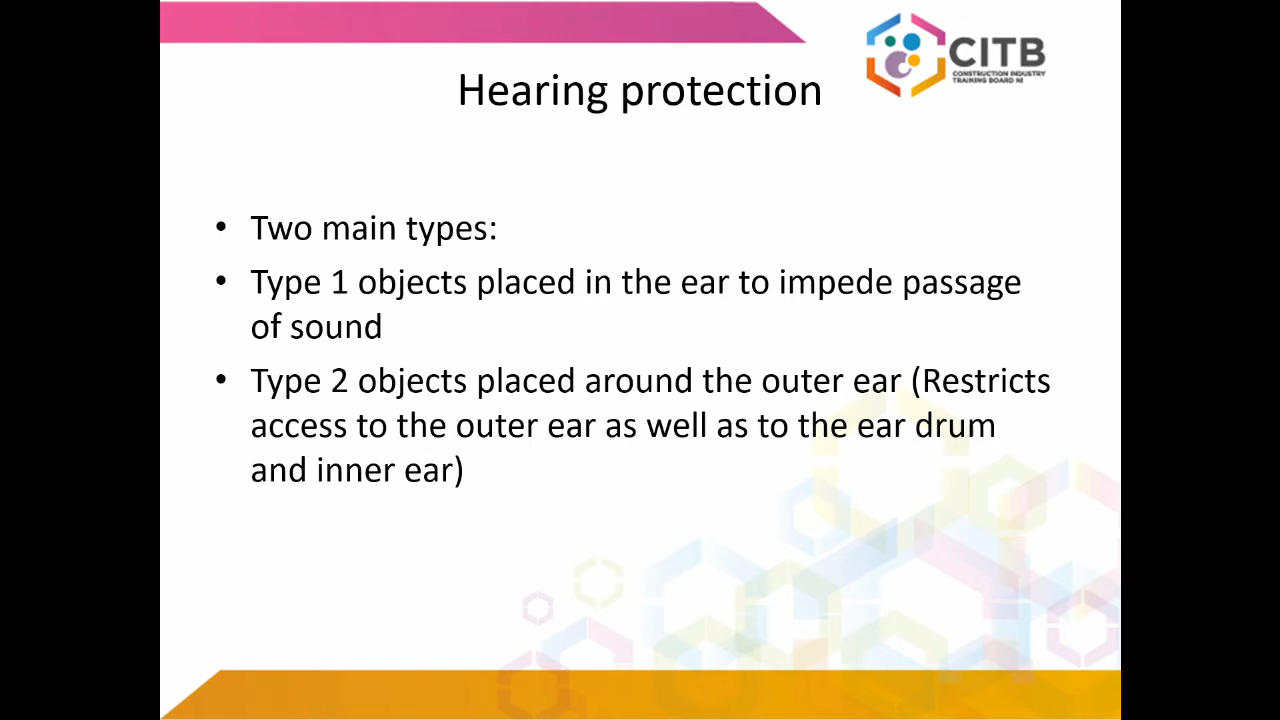 CITB
CONSTRUCTION INDUSTRY
TRAINING BOARD NI
Hearing protection
• Two main types:
• Type 1 objects placed in the ear to impede passage
of sound
• Type 2 objects placed around the outer ear (Restricts
access to the outer ear as well as to the ear drum
and inner ear)